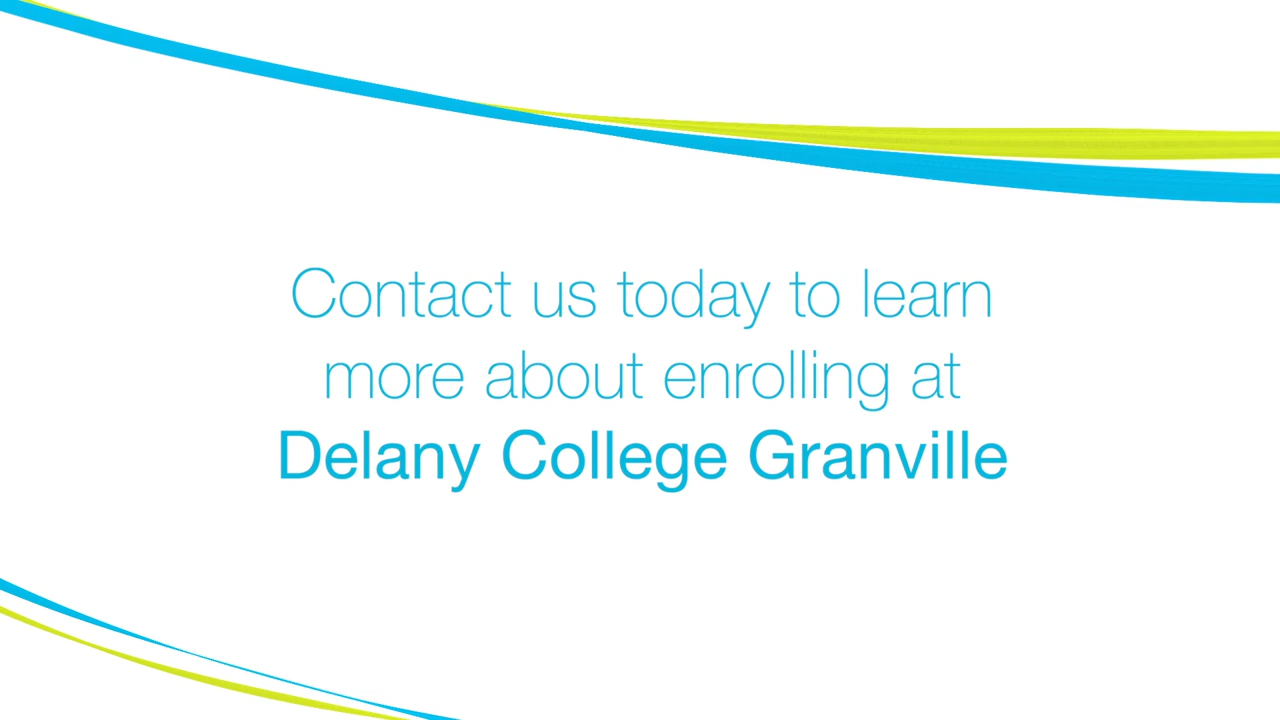 Contact us today to learn
more about enrolling at
Delany College Granville